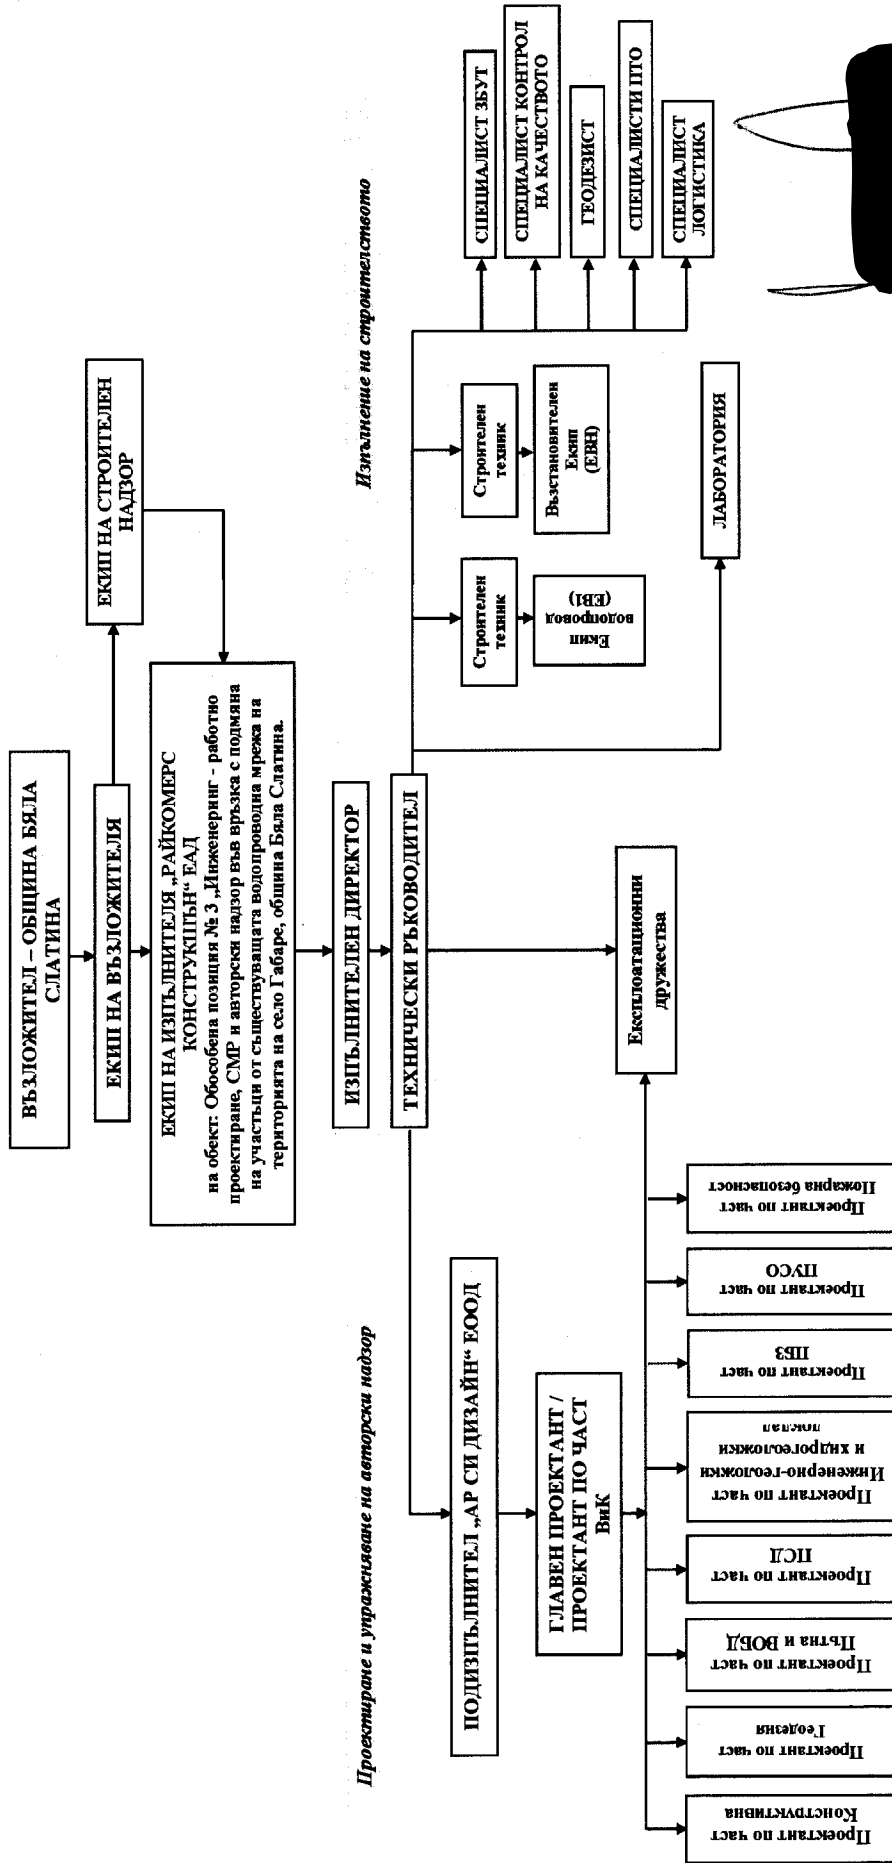 ВЪЗЛОЖИТЕЛ – ОБЩИНА БЯЛА
СЛАТИНА
ЕКИП НА ВЪЗЛОЖИТЕЛЯ
ЕКИП НА СТРОИТЕЛЕН
НАДЗОР
ЕКИП НА ИЗПЪЛНИТЕЛЯ „РАЙКОМЕРС
КОНСТРУКШЪН“ ЕАД
на обект: Обособена позиция № 3 „Инженеринг - работно
проектиране, СМР и авторски надзор във връзка с подмяна
на участъци от съществуващата водопроводна мрежа на
територията на село Габаре, община Бяла Слатина.
ИЗПЪЛНИТЕЛЕН ДИРЕКТОР
ТЕХНИЧЕСКИ РЪКОВОДИТЕЛ
Проектиране и упражняване на авторски надзор
Изпълнение на строителството
ПОДИЗПЪЛНИТЕЛ „АР СИ ДИЗАЙН“ ЕООД
ГЛАВЕН ПРОЕКТАНТ /
ПРОЕКТАНТ ПО ЧАСТ
ВиК
Експлоатационни
дружества
Проектант по част
Конструктивна
Проектант по част
Геодезия
Проектант по част
Пътна и ВОБД
Проектант по част
ПСД
Проектант по част
Инженерно-геоложки
и хидрогеоложки
доклад
Проектант по част
ПБЗ
Проектант по част
ПУСО
Проектант по част
Пожарна безопасност
Строителен
техник
Екип
водопровод
(ЕВ1)
Строителен
техник
Възстановителен
Екип
(ЕВН)
ЛАБОРАТОРИЯ
СПЕЦИАЛИСТ ЗБУТ
СПЕЦИАЛИСТ КОНТРОЛ
НА КАЧЕСТВОТО
ГЕОДЕЗИСТ
СПЕЦИАЛИСТИ ПТО
СПЕЦИАЛИСТ
ЛОГИСТИКА